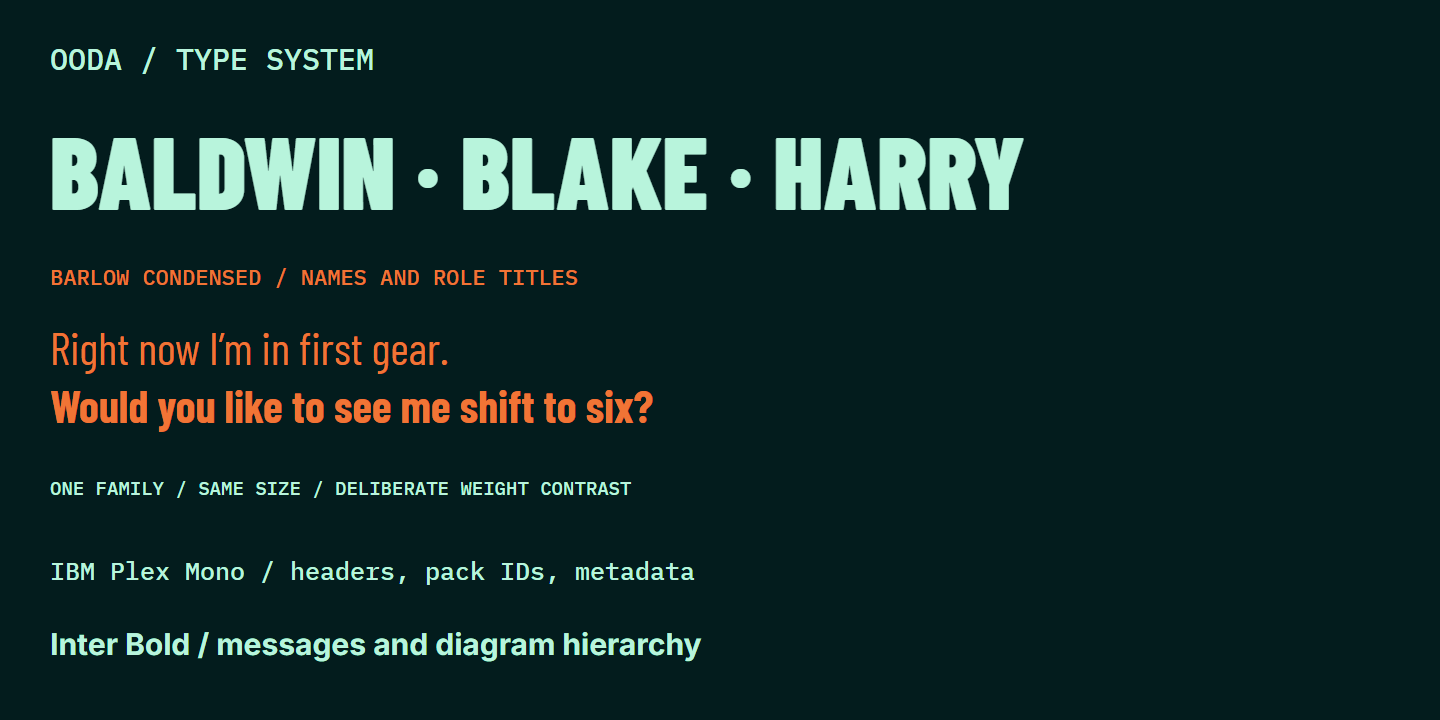 OODA / TYPE SYSTEM
BALDWIN • BLAKE • HARRY
BARLOW CONDENSED / NAMES AND ROLE TITLES
Right now I’m in first gear.
Would you like to see me shift to six?
ONE FAMILY / SAME SIZE / DELIBERATE WEIGHT CONTRAST
IBM Plex Mono / headers, pack IDs, metadata
Inter Bold / messages and diagram hierarchy